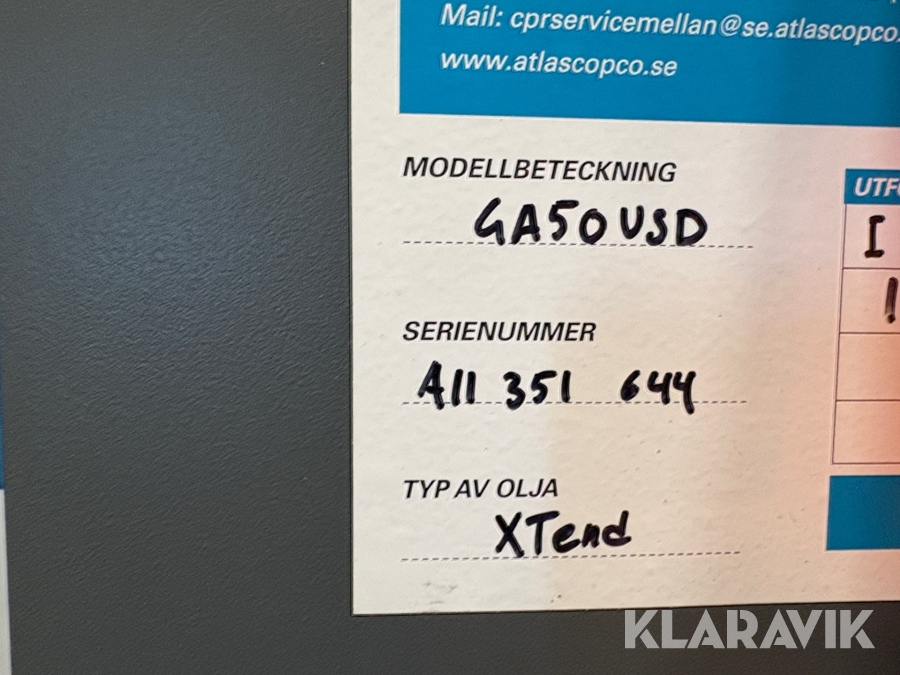 Mail: cprservicemellan@se.atlascopco.
www.atlascopco.se
MODELLBETECKNING
GA50VSD
SERIENUMMER
A11 351 644
TYP AV OLJA
XTend
UTF
I
KLARAVIK